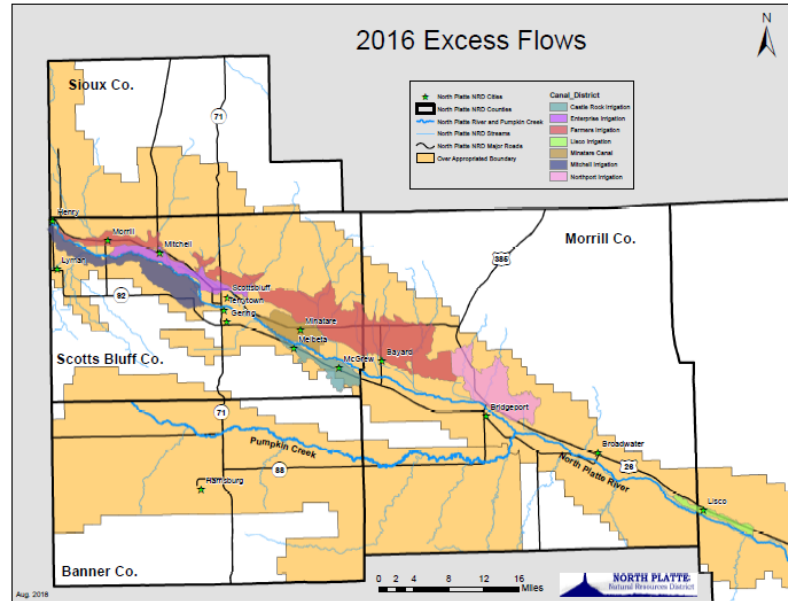 2016 Excess Flows
N
Sioux Co.
71
North Platte NRD Cities
North Platte NRD Counties
North Platte River and Pumpkin Creek
North Platte NRD Streams
North Platte NRD Major Roads
Over Appropriated Boundary
Canal_District
Castle Rock Irrigation
Enterprise Irrigation
Farmers Irrigation
Lisco Irrigation
Minatare Canal
Mitchell Irrigation
Northport Irrigation
Henry
Morrill
Mitchell
Lyman
Morrill Co.
385
92
Scottsbluff
Terrytown
Gering
Minatare
Melbeta
Scotts Bluff Co.
McGrew
Bayard
71
Bridgeport
Pumpkin Creek
88
Broadwater
26
North Platte River
Harrisburg
Lisco
Banner Co.
0 2 4 8 12 16
Miles
NORTH PLATTE
Natural Resources District
Aug. 2016